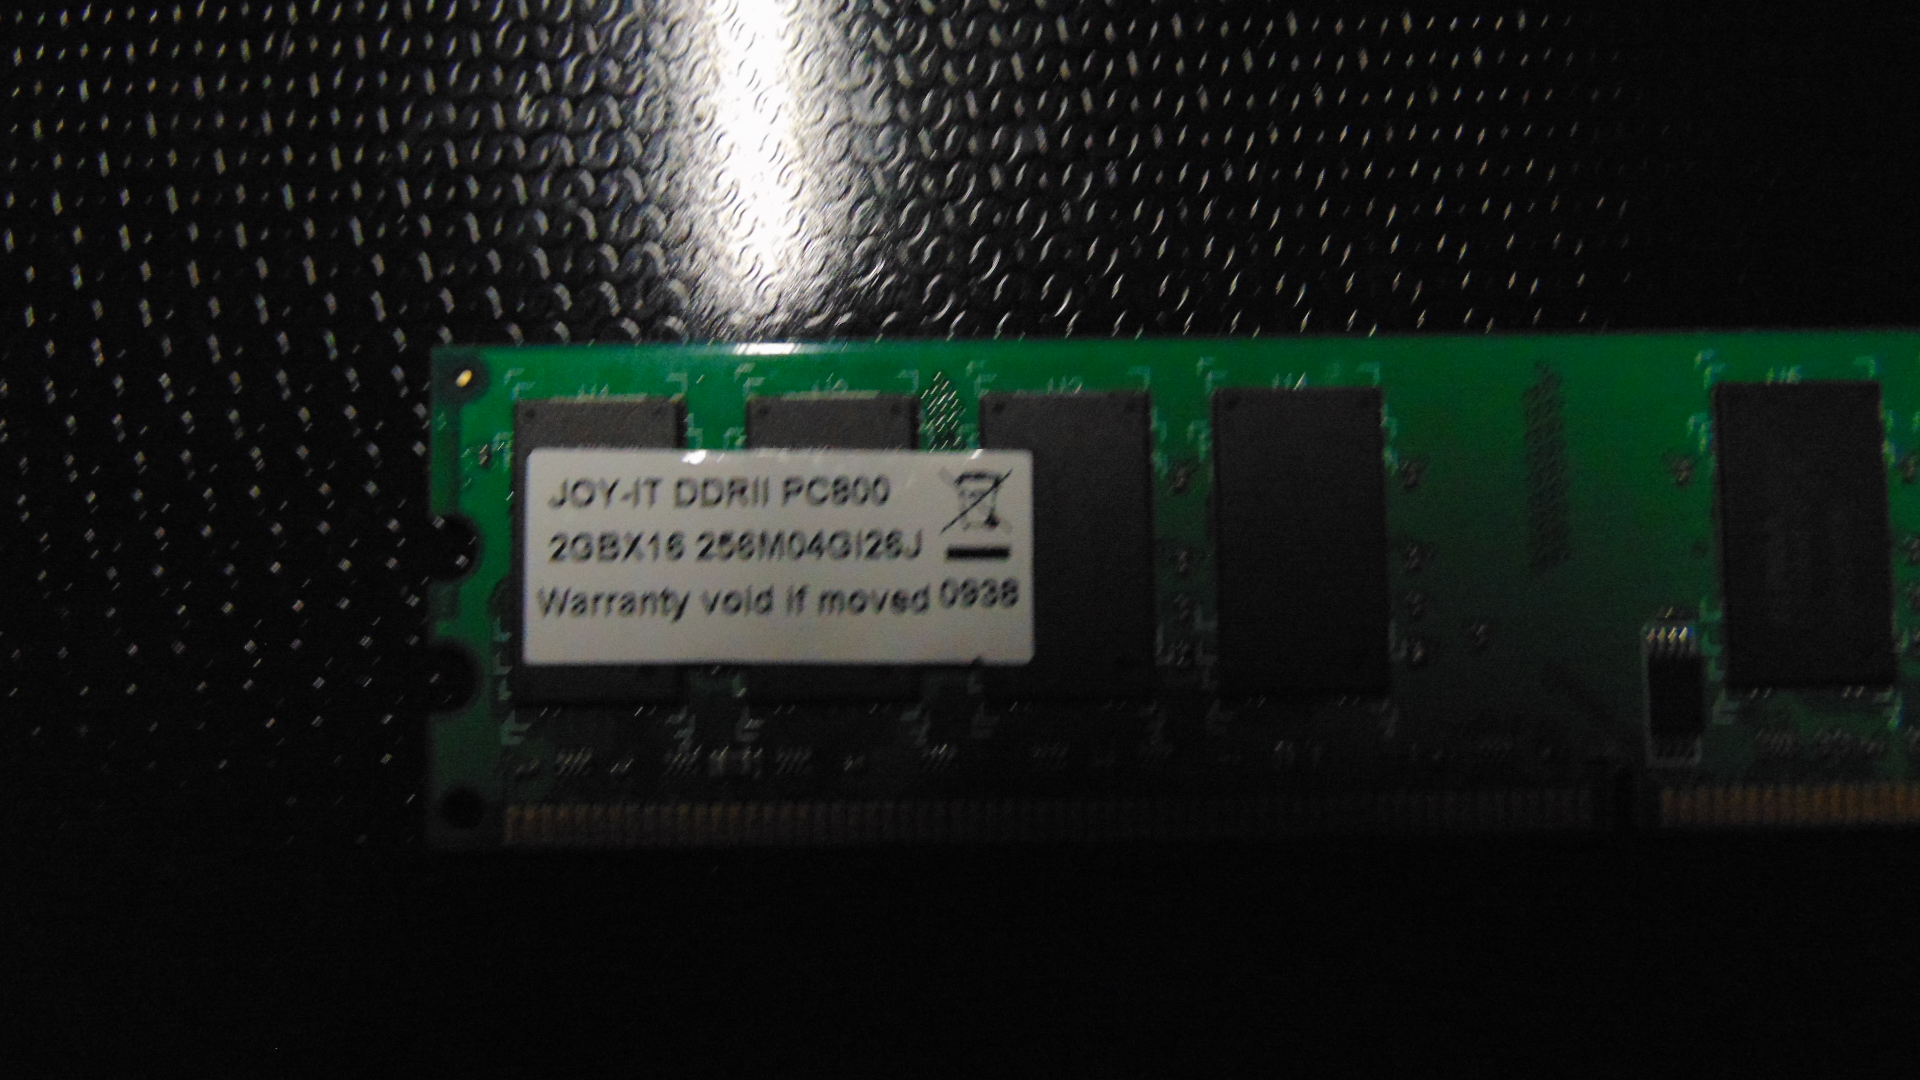 JOY-IT DDRII PC800
2GBX16 256M04GI26J
Warranty void if moved 0938